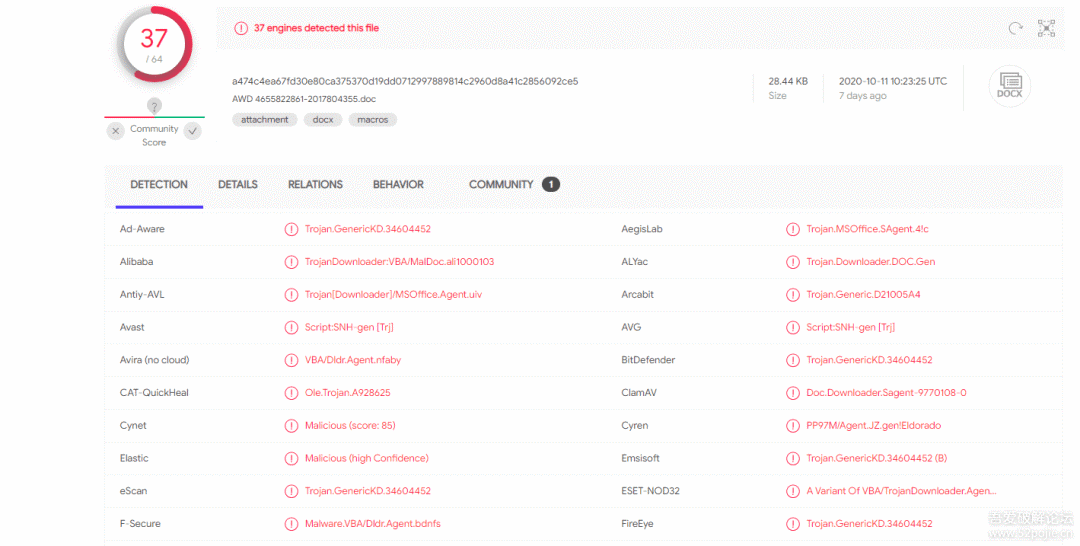 37
/ 64
?
Community
Score
37 engines detected this file
a474c4ea67fd30e80ca375370d19dd0712997889814c2960d8a41c2856092ce5
AWD 4655822861-2017804355.doc
attachment docx macros
28.44 KB
Size
2020-10-11 10:23:25 UTC
7 days ago
DOCX
DETECTION DETAILS RELATIONS BEHAVIOR COMMUNITY 1
Ad-Aware Trojan.GenericKD.34604452 AegisLab Trojan.MSOffice.SAgent.4!c
Alibaba TrojanDownloader:VBA/MalDoc.ali1000103 ALYac Trojan.Downloader.DOC.Gen
Antiy-AVL Trojan[Downloader]/MSOffice.Agent.uiv Arcabit Trojan.Generic.D21005A4
Avast Script:SNH-gen [Trj] AVG Script:SNH-gen [Trj]
Avira (no cloud) VBA/Dldr.Agent.nfaby BitDefender Trojan.GenericKD.34604452
CAT-QuickHeal Ole.Trojan.A928625 ClamAV Doc.Downloader.Sagent-9770108-0
Cynet Malicious (score: 85) Cyren PP97M/Agent.JZ.gen!Eldorado
Elastic Malicious (high Confidence) Emsisoft Trojan.GenericKD.34604452 (B)
eScan Trojan.GenericKD.34604452 ESET-NOD32 A Variant Of VBA/TrojanDownloader.Agen...
F-Secure Malware.VBA/Dldr.Agent.bdnfs FireEye Trojan.GenericKD.34604452
吾爱破解论坛
www.52pojie.cn